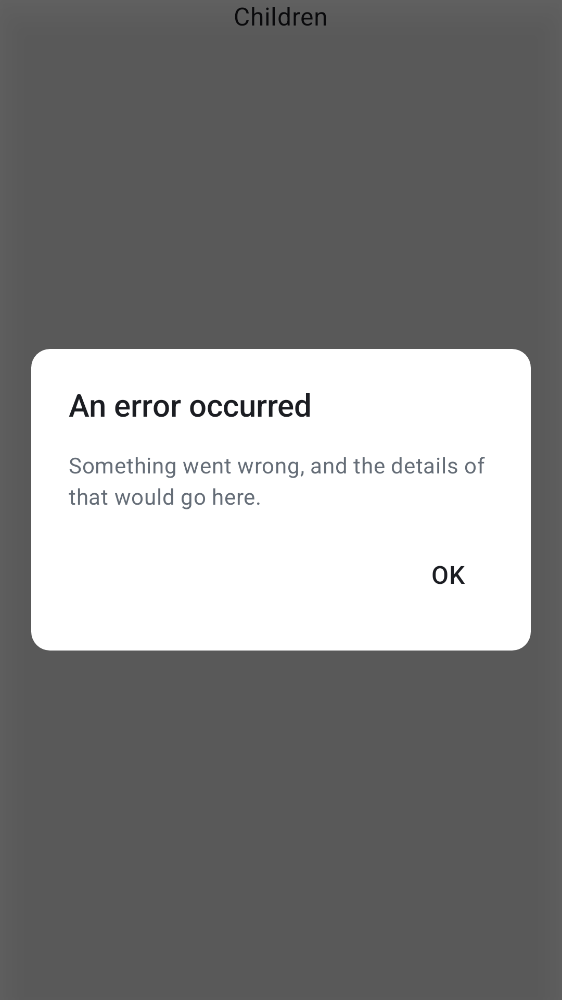 Children
An error occurred
Something went wrong, and the details of
that would go here.
OK